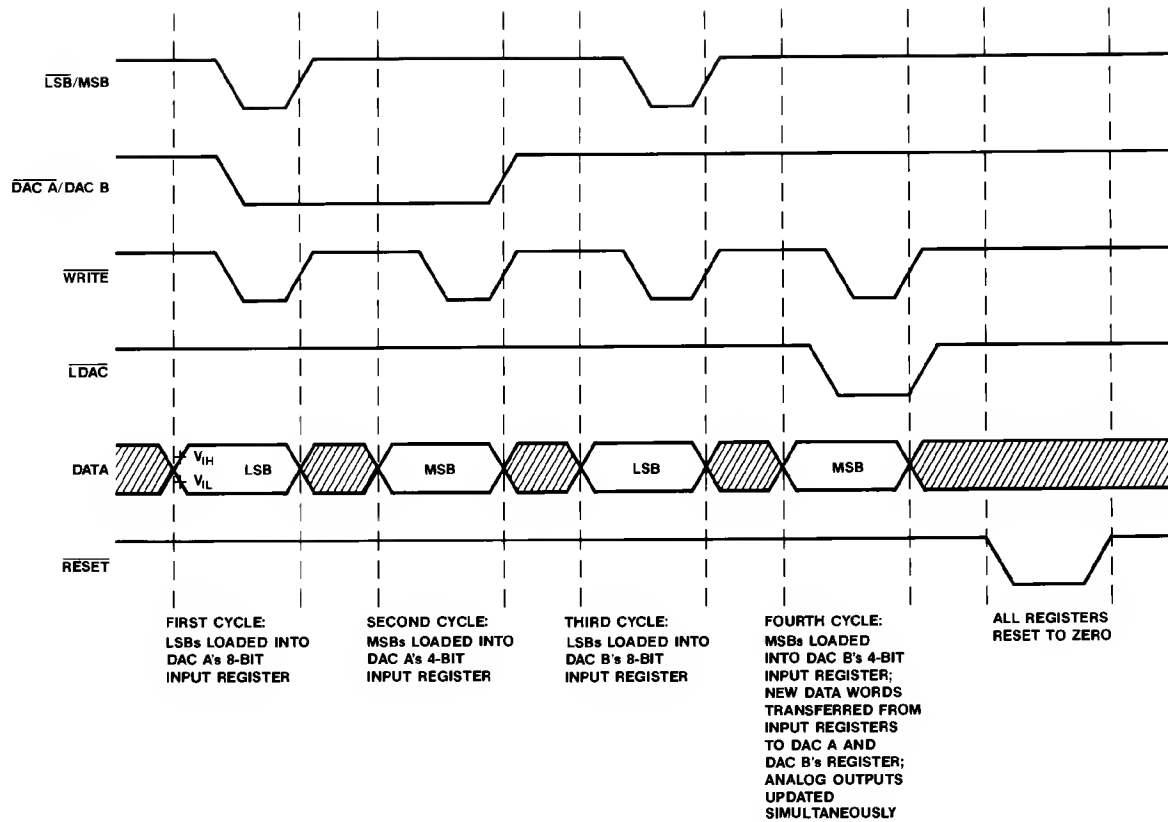 LSB/MSB
DAC A/DAC B
WRITE
LDAC
DATA
VIH
VIL
LSB
MSB
LSB
MSB
RESET
FIRST CYCLE:
LSBs LOADED INTO
DAC A's 8-BIT
INPUT REGISTER
SECOND CYCLE:
MSBs LOADED INTO
DAC A's 4-BIT
INPUT REGISTER
THIRD CYCLE:
LSBs LOADED INTO
DAC B's 8-BIT
INPUT REGISTER
FOURTH CYCLE:
MSBs LOADED
INTO DAC B's 4-BIT
INPUT REGISTER;
NEW DATA WORDS
TRANSFERRED FROM
INPUT REGISTERS
TO DAC A AND
DAC B's REGISTER;
ANALOG OUTPUTS
UPDATED
SIMULTANEOUSLY
ALL REGISTERS
RESET TO ZERO